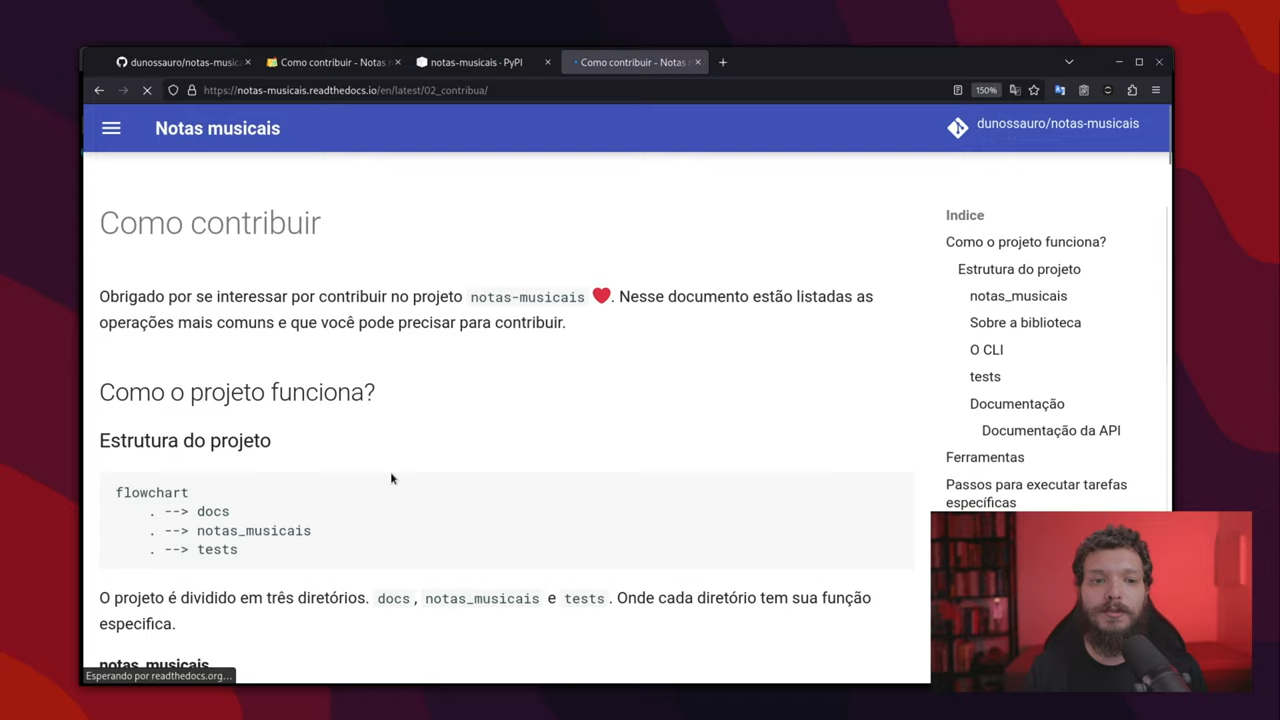 dunossauro/notas-musica
Como contribuir - Notas
notas-musicais · PyPI
Como contribuir - Notas
https://notas-musicais.readthedocs.io/en/latest/02_contribua/
150%
Notas musicais
dunossauro/notas-musicais
Como contribuir
Obrigado por se interessar por contribuir no projeto notas-musicais ❤️. Nesse documento estão listadas as
operações mais comuns e que você pode precisar para contribuir.
Como o projeto funciona?
Estrutura do projeto
flowchart
. --> docs
. --> notas_musicais
. --> tests
O projeto é dividido em três diretórios. docs, notas_musicais e tests. Onde cada diretório tem sua função
especifica.
notas_musicais
Esperando por readthedocs.org...
Indice
Como o projeto funciona?
Estrutura do projeto
notas_musicais
Sobre a biblioteca
O CLI
tests
Documentação
Documentação da API
Ferramentas
Passos para executar tarefas
específicas